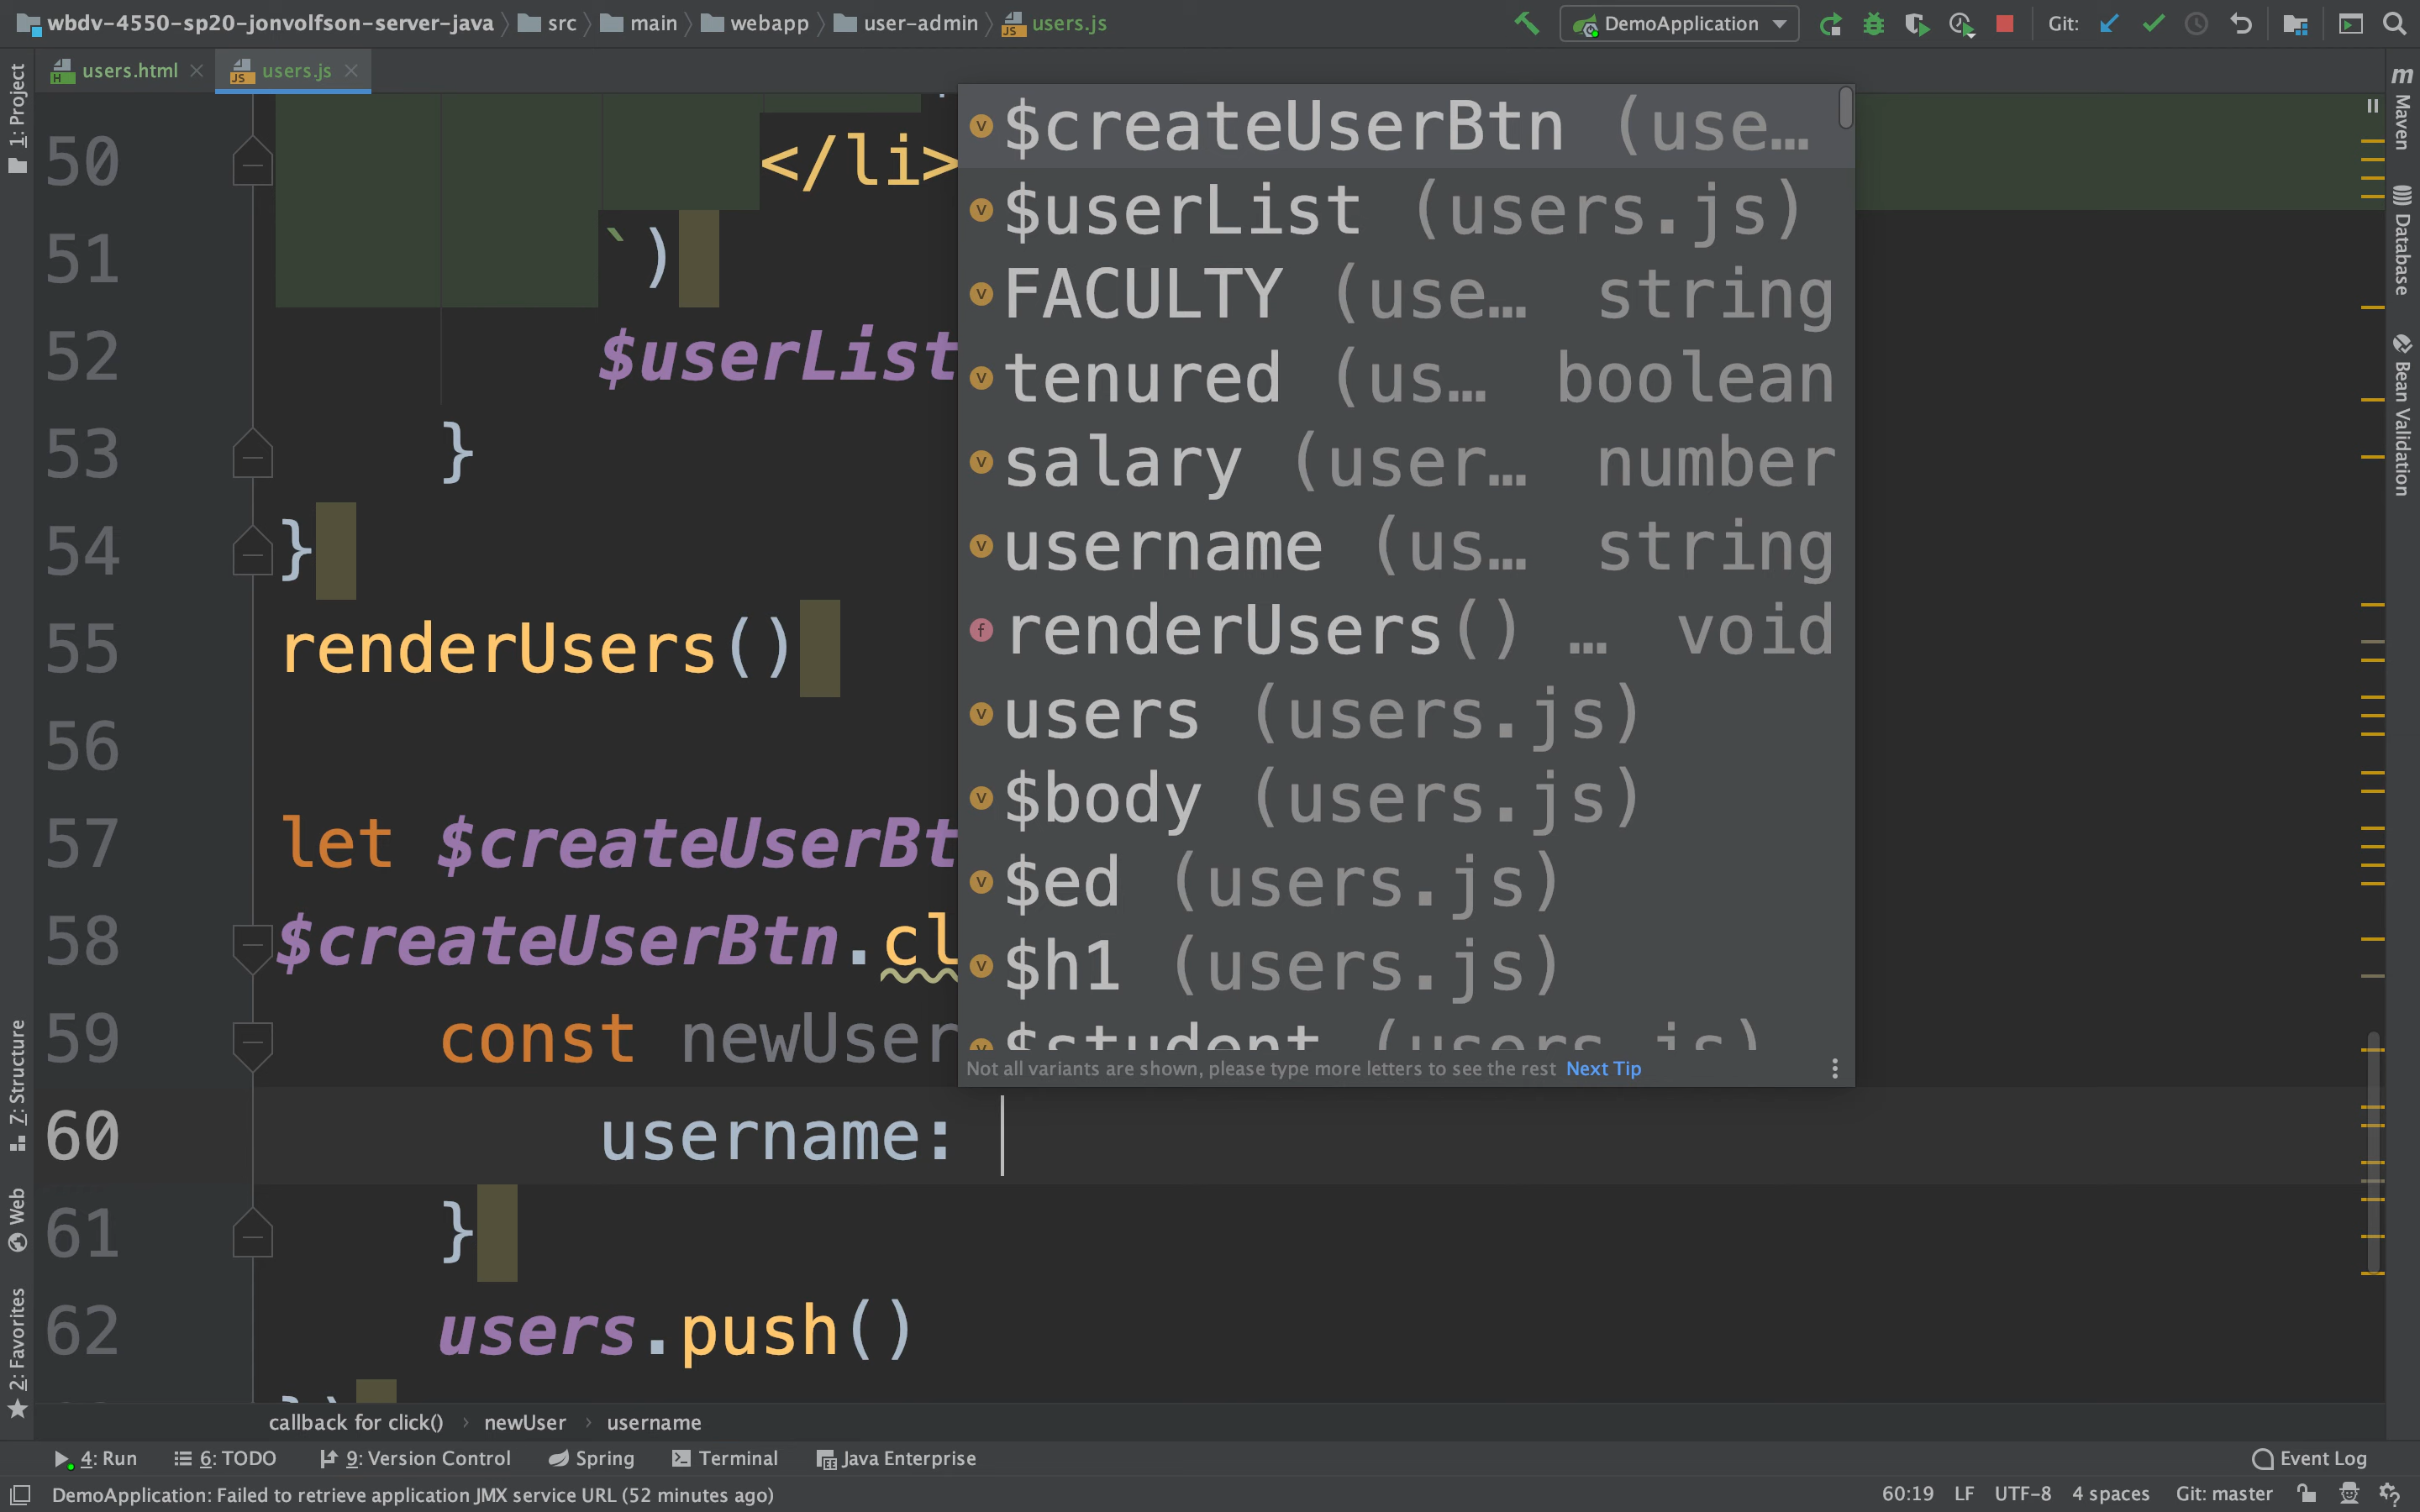 wbdv-4550-sp20-jonvolfson-server-java src main webapp user-admin users.js DemoApplication Git:
users.html users.js
1: Project
50 </li>
51 `)
52 $userList
53 }
54 }
55 renderUsers()
56
57 let $createUserBt
58 $createUserBtn.cl
59 const newUser
60 username:
61 }
62 users.push()
$createUserBtn (use…
$userList (users.js)
FACULTY (use… string
tenured (us… boolean
salary (user… number
username (us… string
renderUsers() … void
users (users.js)
$body (users.js)
$ed (users.js)
$h1 (users.js)
$student (users.js)
Not all variants are shown, please type more letters to see the rest Next Tip
Maven
Database
Bean Validation
7: Structure
Web
2: Favorites
callback for click() newUser username
4: Run 6: TODO 9: Version Control Spring Terminal Java Enterprise Event Log
DemoApplication: Failed to retrieve application JMX service URL (52 minutes ago) 60:19 LF UTF-8 4 spaces Git: master